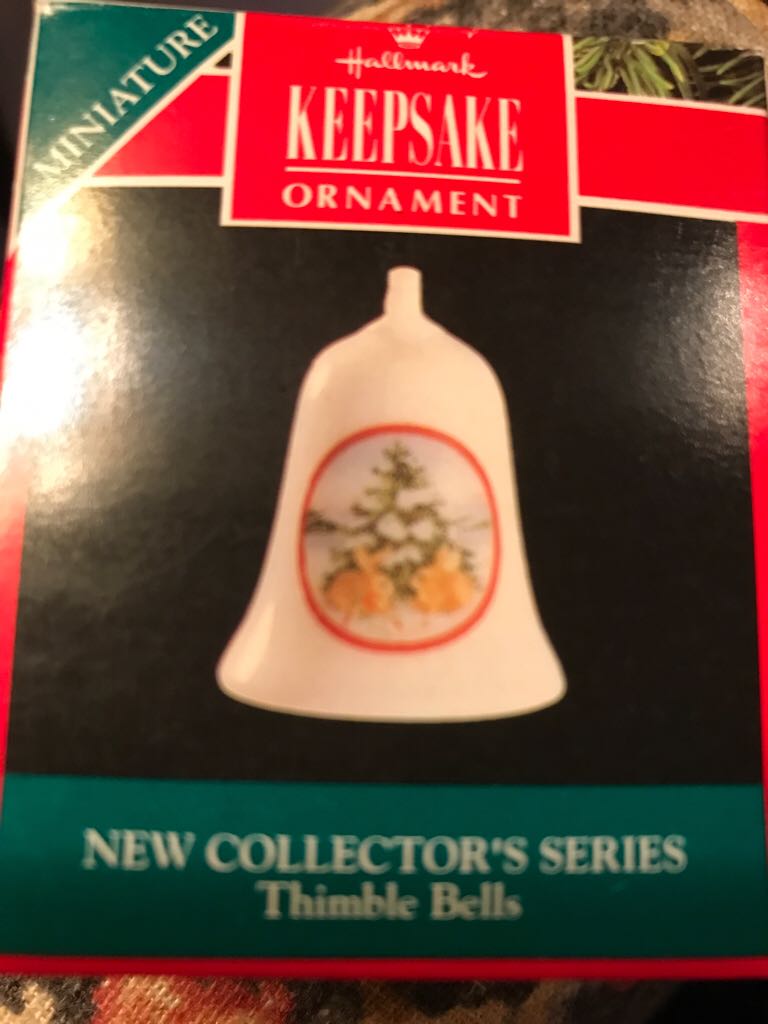 MINIATURE
Hallmark
KEEPSAKE
ORNAMENT
NEW COLLECTOR'S SERIES
Thimble Bells